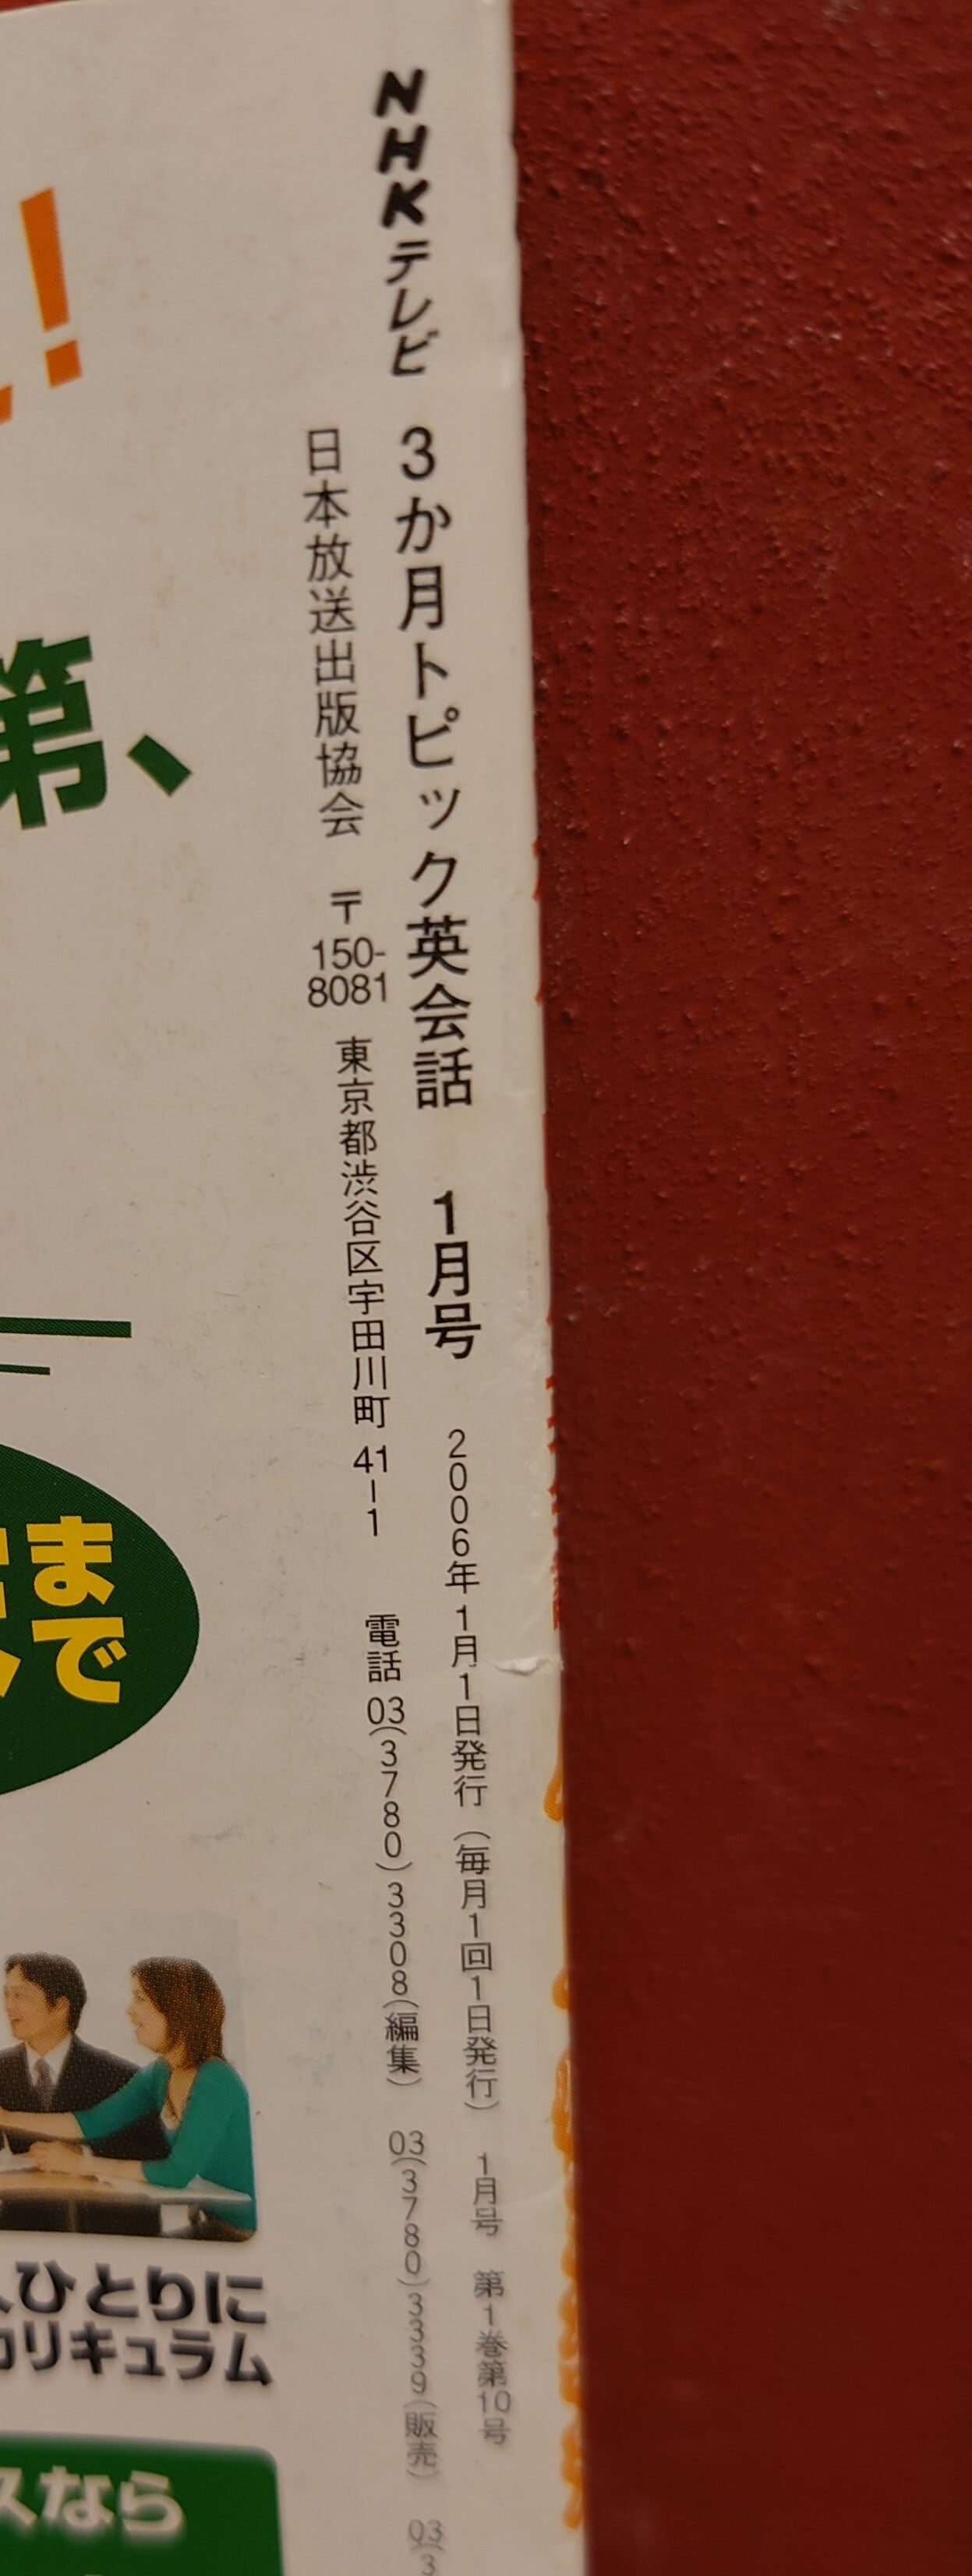 NHKテレビ 3か月トピック英会話 1月号 2006年1月1日発行(毎月1回1日発行) 1月号 第1巻第10号
日本放送出版協会 〒150-8081 東京都渋谷区宇田川町41-1 電話 03(3780)3308(編集) 03(3780)3339(販売) 03(3
!
第、
まで
ひとりに
カリキュラム
スなら